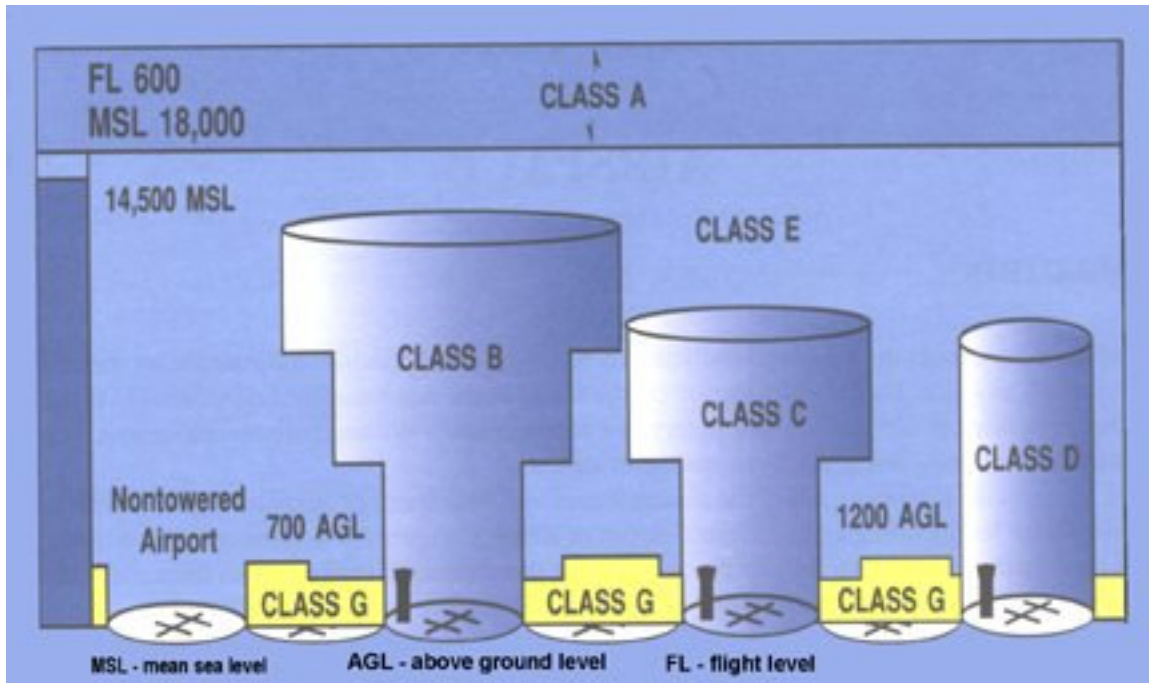 FL 600
MSL 18,000
CLASS A
14,500 MSL
CLASS E
CLASS B
CLASS C
CLASS D
Nontowered
Airport
700 AGL
1200 AGL
CLASS G
CLASS G
CLASS G
MSL - mean sea level
AGL - above ground level
FL - flight level